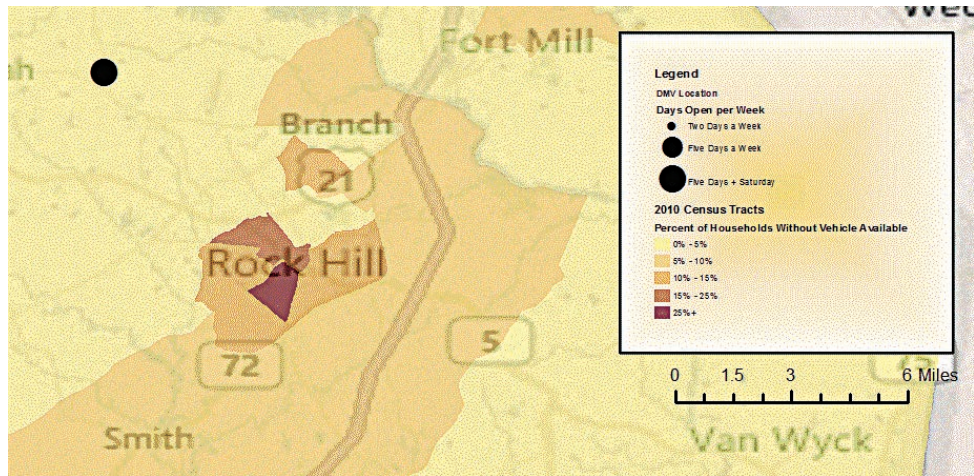 Wed
Fort Mill
Branch
21
Rock Hill
72
5
Smith
Van Wyck
Legend
DMV Location
Days Open per Week
Two Days a Week
Five Days a Week
Five Days + Saturday
2010 Census Tracts
Percent of Households Without Vehicle Available
0% - 5%
5% - 10%
10% - 15%
15% - 25%
25%+
0 1.5 3 6 Miles